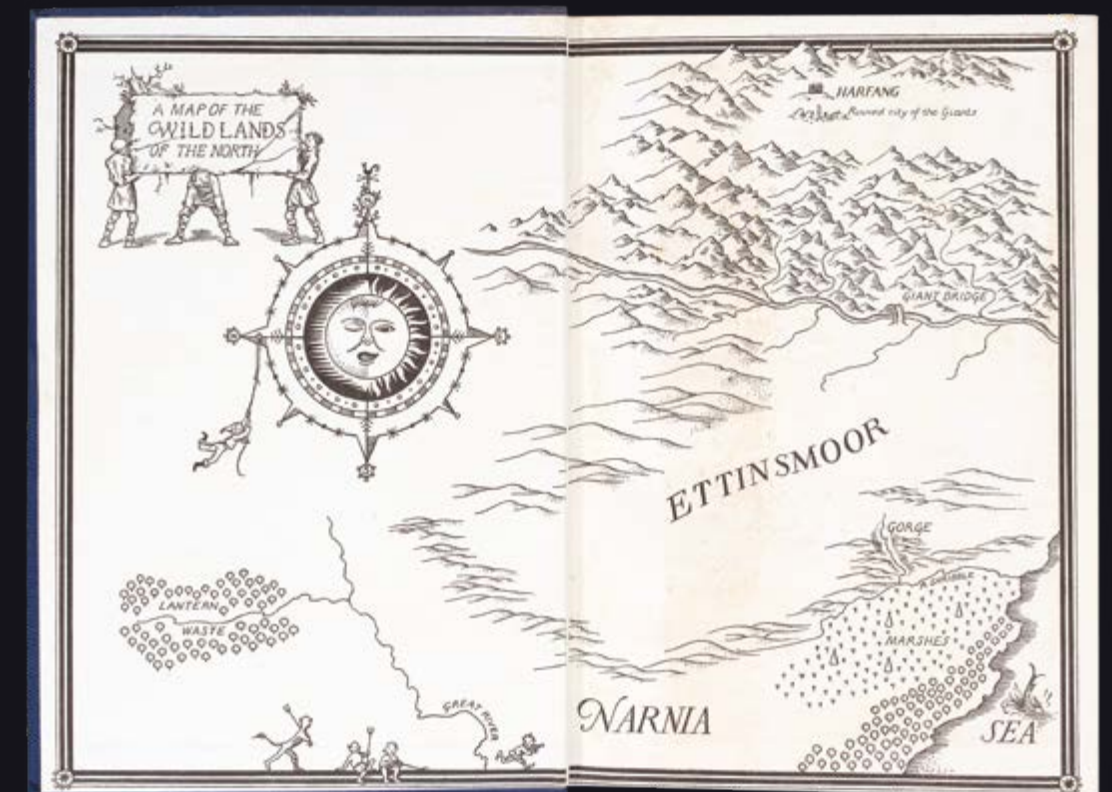 A MAP OF THE
WILD LANDS
OF THE NORTH
HARFANG
Ruined city of the Giants
GIANT BRIDGE
ETTINSMOOR
GORGE
R. SHRIBBLE
LANTERN
WASTE
MARSHES
GREAT RIVER
NARNIA
SEA